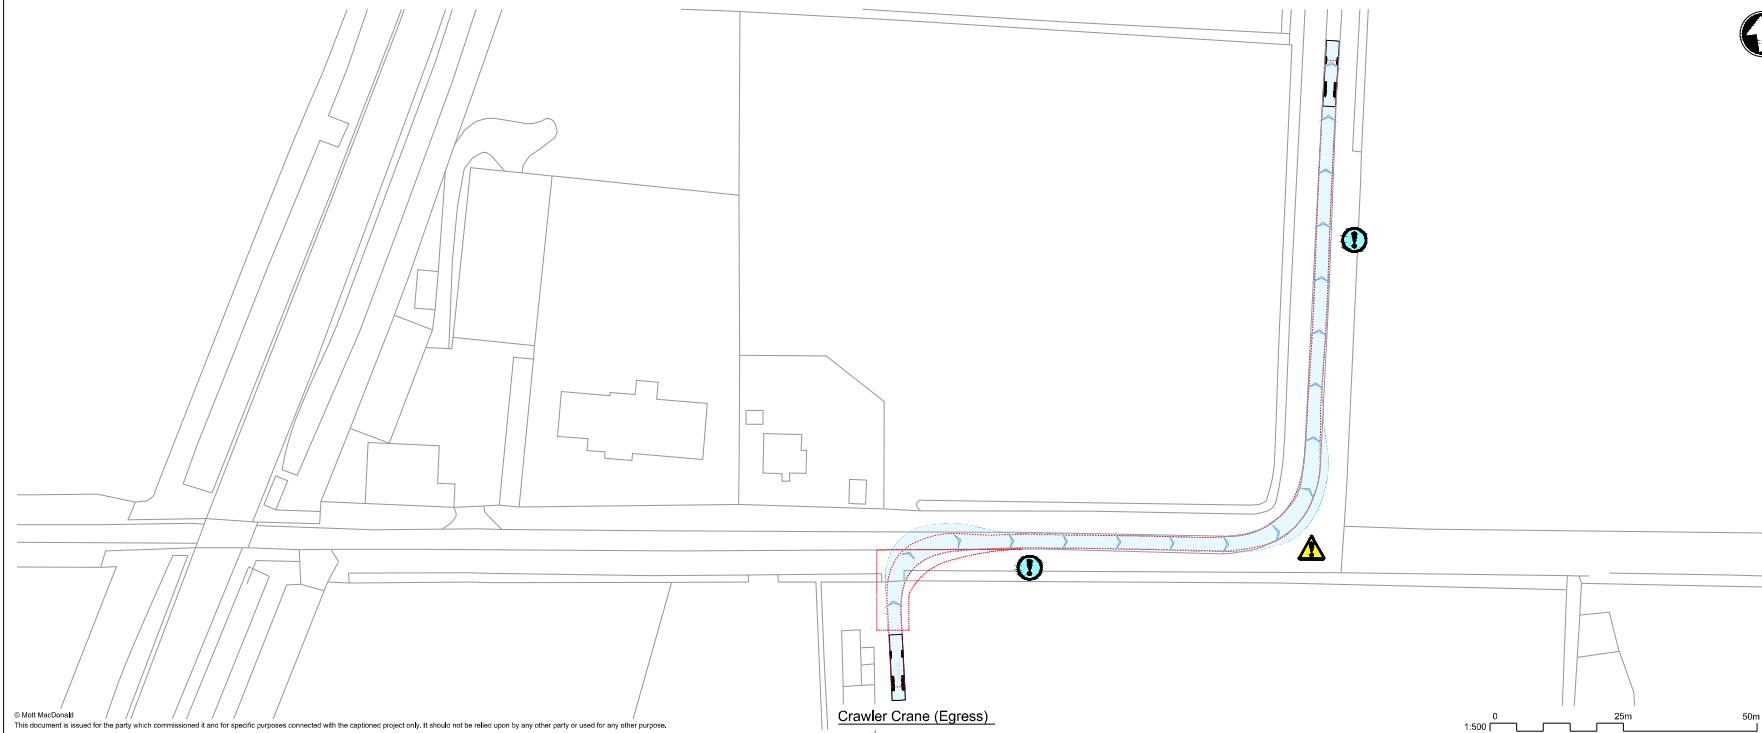 © Mott MacDonald
This document is issued for the party which commissioned it and for specific purposes connected with the captioned project only. It should not be relied upon by any other party or used for any other purpose.
Crawler Crane (Egress)
0 25m 50m
1:500